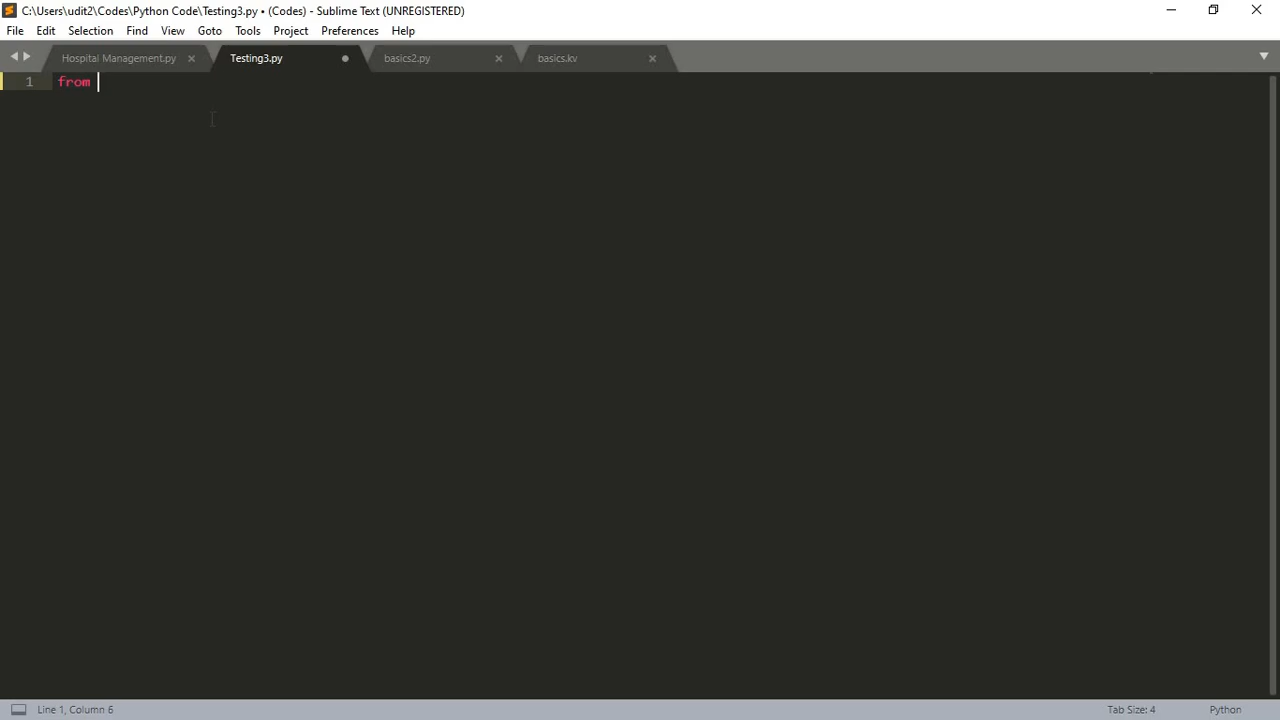 C:\Users\udit2\Codes\Python Code\Testing3.py • (Codes) - Sublime Text (UNREGISTERED)
File Edit Selection Find View Goto Tools Project Preferences Help
Hospital Management.py Testing3.py basics2.py basics.kv
1 from
Line 1, Column 6 Tab Size: 4 Python